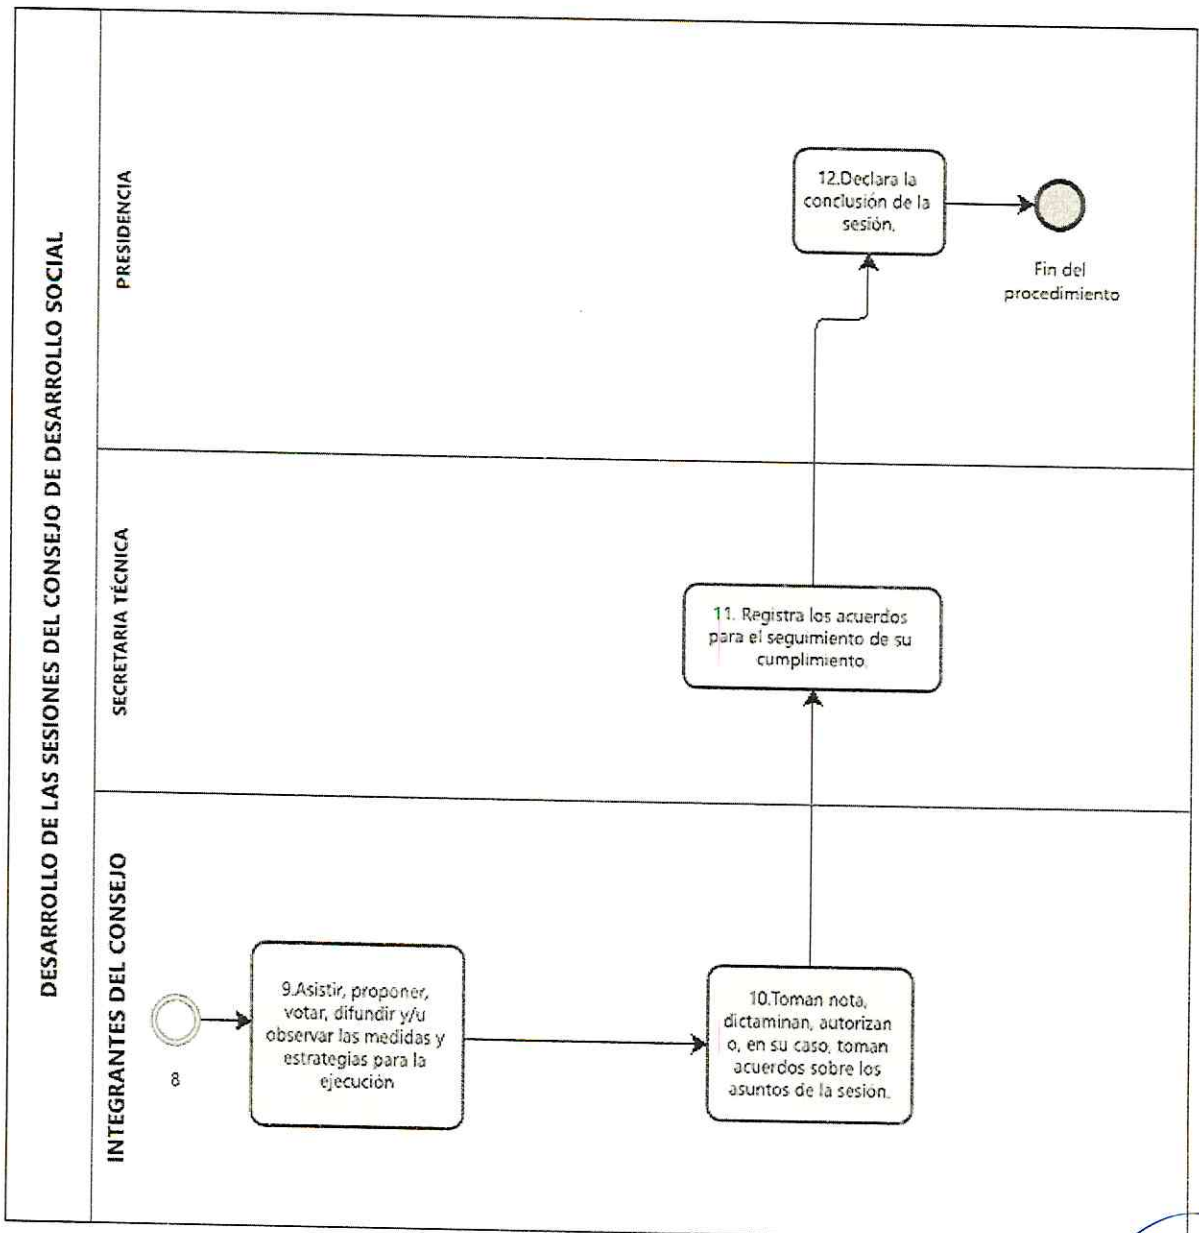 DESARROLLO DE LAS SESIONES DEL CONSEJO DE DESARROLLO SOCIAL
PRESIDENCIA
12.Declara la
conclusión de la
sesión.
Fin del
procedimiento
SECRETARIA TÉCNICA
11. Registra los acuerdos
para el seguimiento de su
cumplimiento.
INTEGRANTES DEL CONSEJO
8
9.Asistir, proponer,
votar, difundir y/u
observar las medidas y
estrategias para la
ejecución
10.Toman nota,
dictaminan, autorizan
o, en su caso, toman
acuerdos sobre los
asuntos de la sesión.